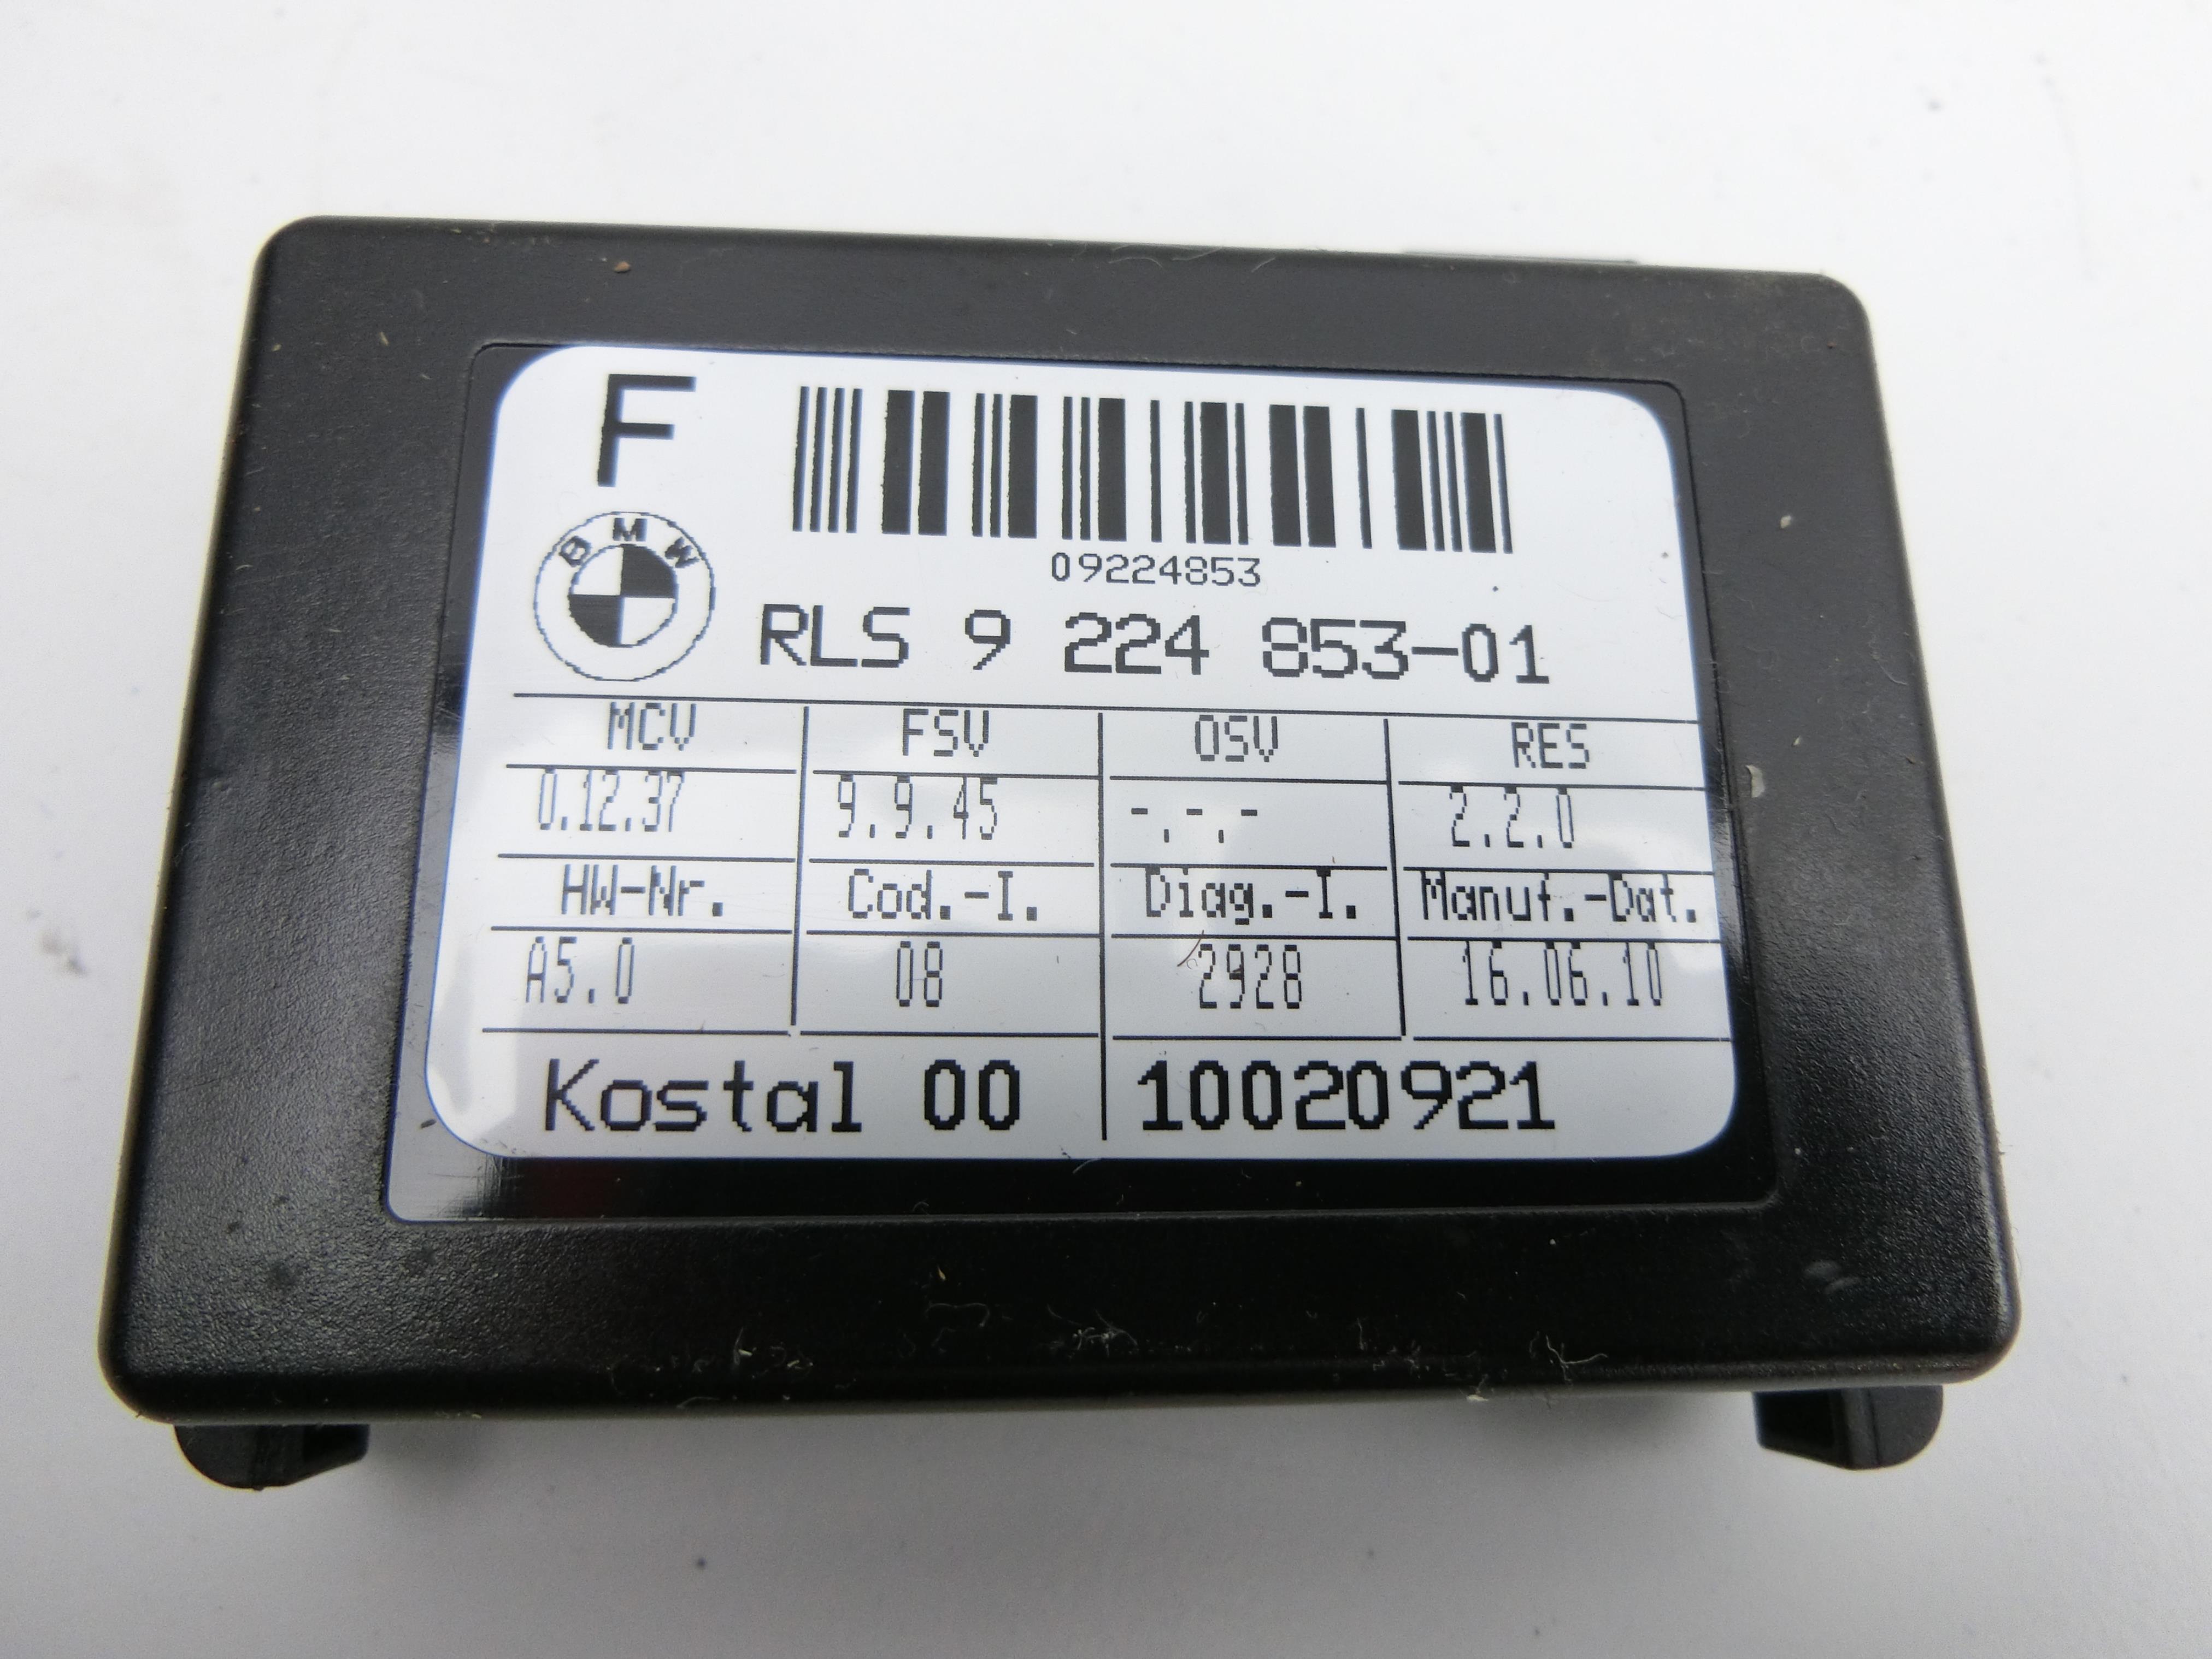 F
BMW
09224853
RLS 9 224 853-01
MCV FSV OSV RES
0.12.37 9.9.45 -.-.- 2.2.0
HW-Nr. Cod.-I. Diag.-I. Manuf.-Dat.
A5.0 08 2928 16.06.10
Kostal 00 10020921